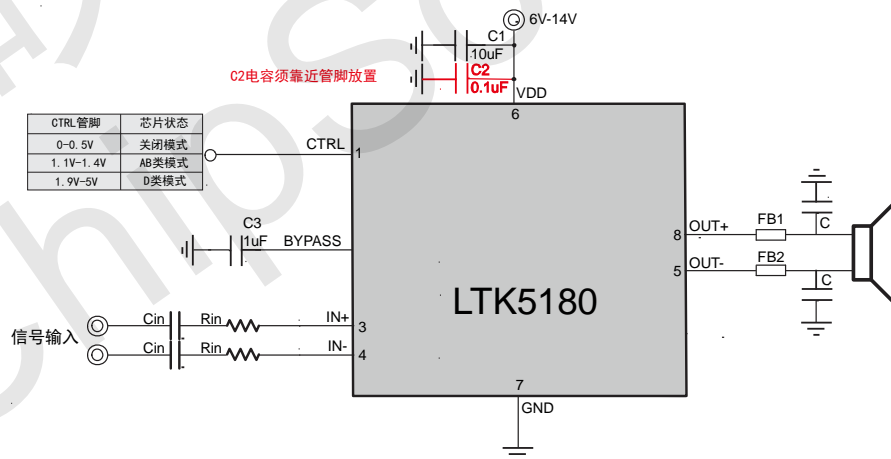 6V-14V
C1
10uF
C2电容须靠近管脚放置
C2
0.1uF
VDD
6
CTRL管脚 芯片状态
0-0.5V 关闭模式
1.1V-1.4V AB类模式
1.9V-5V D类模式
CTRL
1
C3
1uF
BYPASS
8
OUT+
FB1
C
5
OUT-
FB2
C
LTK5180
信号输入
Cin
Rin
IN+
3
Cin
Rin
IN-
4
7
GND